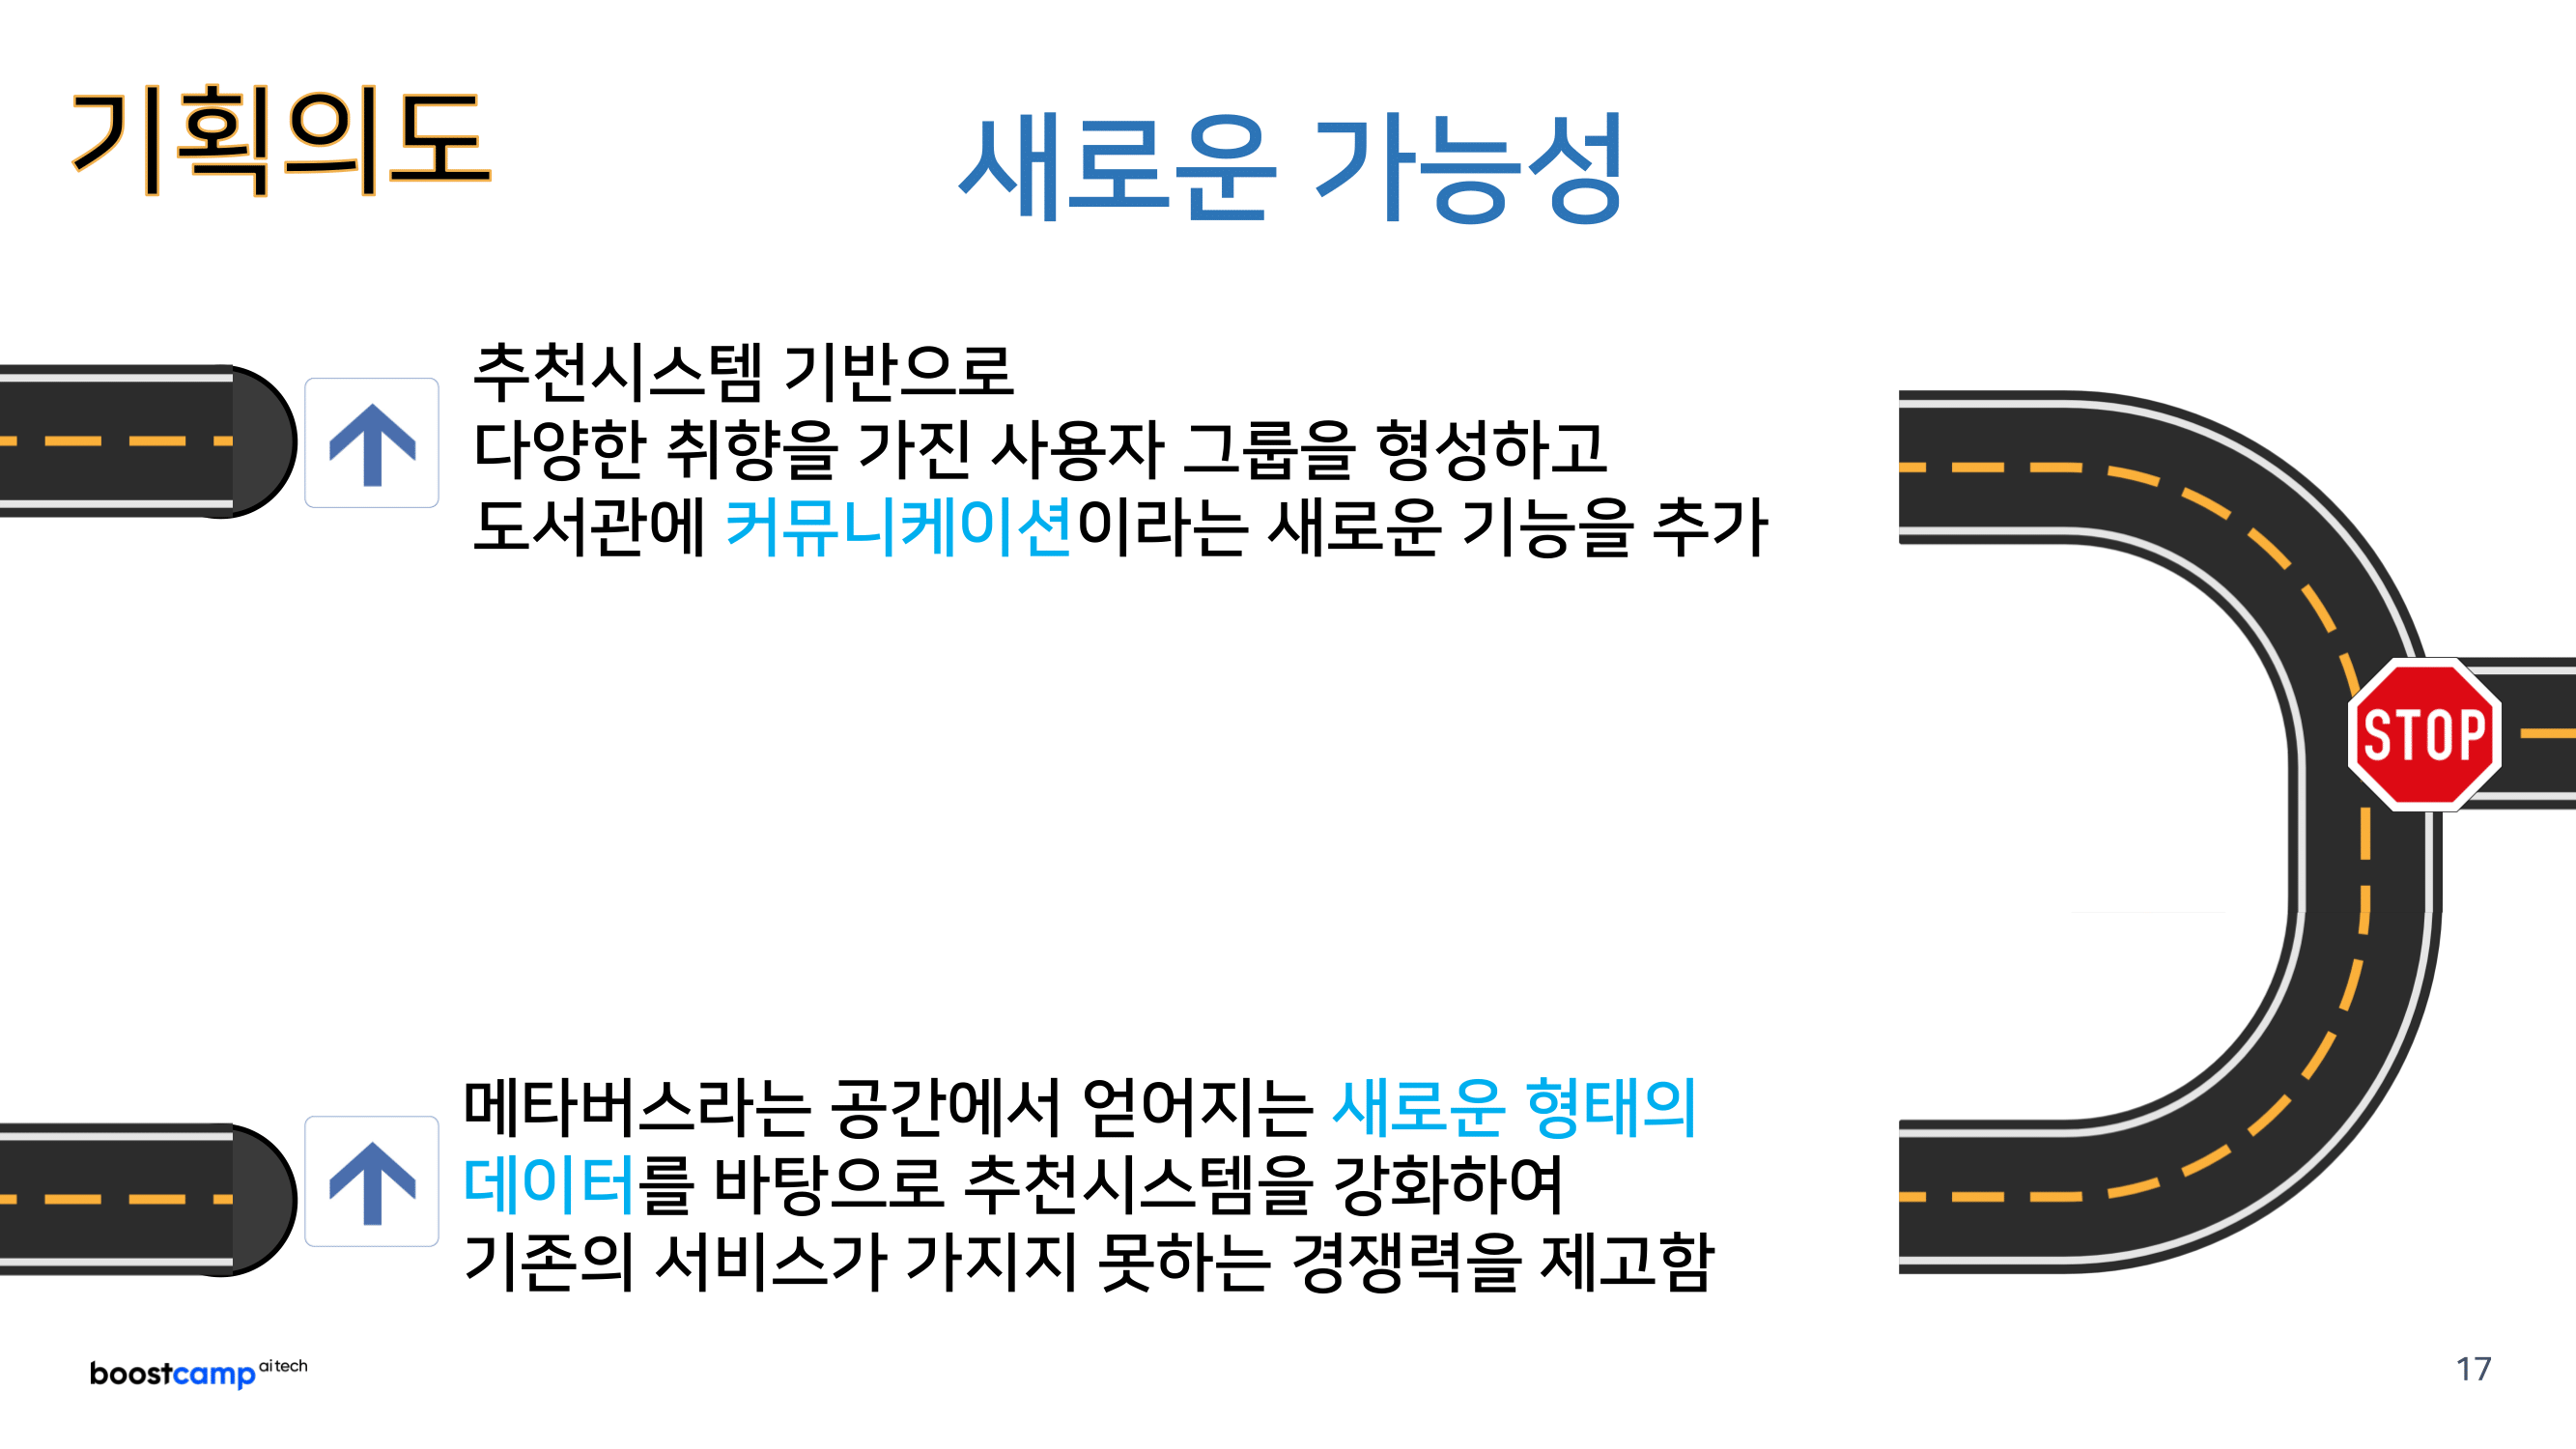 기획의도
새로운 가능성
추천시스템 기반으로
다양한 취향을 가진 사용자 그룹을 형성하고
도서관에 커뮤니케이션이라는 새로운 기능을 추가
STOP
메타버스라는 공간에서 얻어지는 새로운 형태의
데이터를 바탕으로 추천시스템을 강화하여
기존의 서비스가 가지지 못하는 경쟁력을 제고함
boostcamp ai tech
17